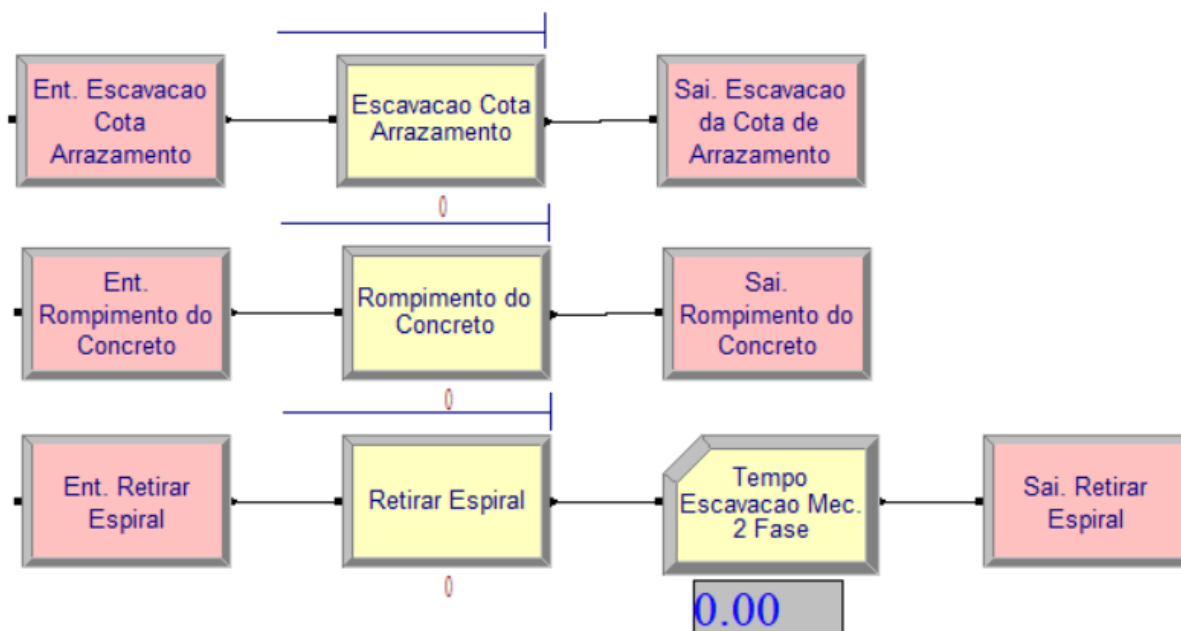 Ent. Escavacao
Cota
Arrazamento
Escavacao Cota
Arrazamento
Sai. Escavacao
da Cota de
Arrazamento
0
Ent.
Rompimento do
Concreto
Rompimento do
Concreto
Sai.
Rompimento do
Concreto
0
Ent. Retirar
Espiral
Retirar Espiral
Tempo
Escavacao Mec.
2 Fase
Sai. Retirar
Espiral
0
0.00